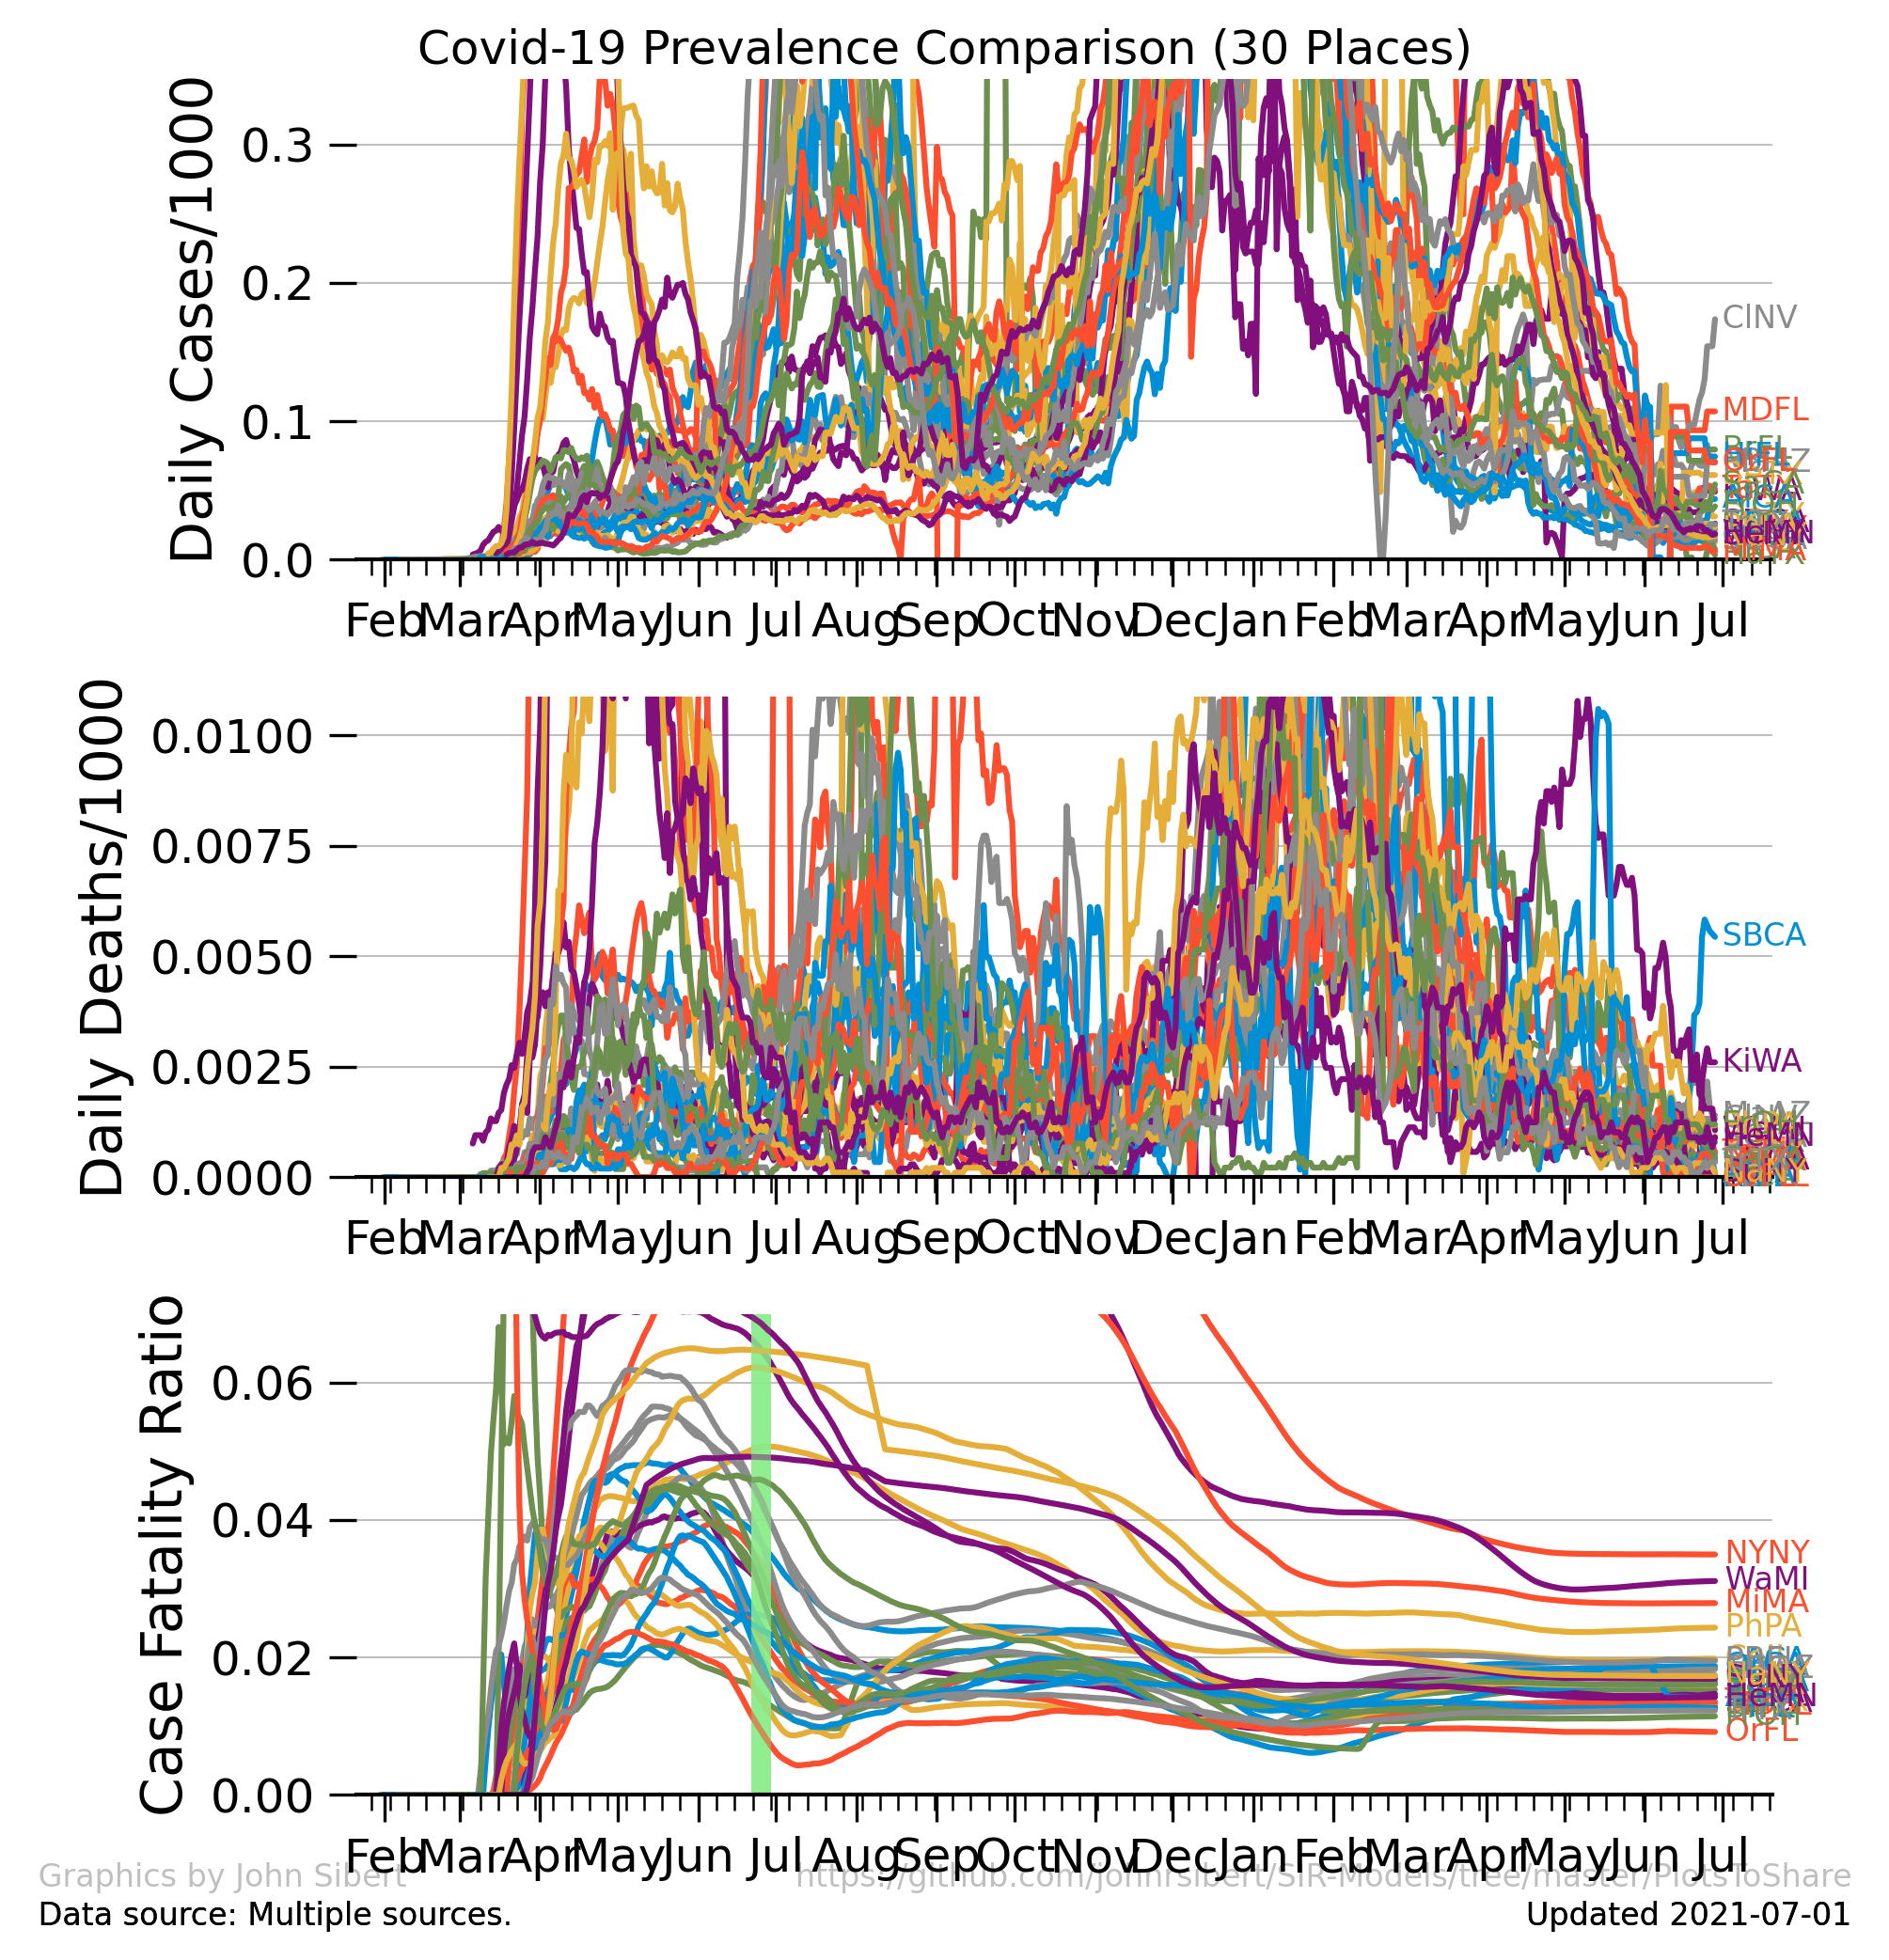 Covid-19 Prevalence Comparison (30 Places)
Daily Cases/1000
0.3
0.2
0.1
0.0
ClNV
MDFL
HeMN
MiMA
Feb Mar Apr May Jun Jul Aug Sep Oct Nov Dec Jan Feb Mar Apr May Jun Jul
Daily Deaths/1000
0.0100
0.0075
0.0050
0.0025
0.0000
SBCA
KiWA
MaAZ
HeMN
NaNY
Feb Mar Apr May Jun Jul Aug Sep Oct Nov Dec Jan Feb Mar Apr May Jun Jul
Case Fatality Ratio
0.06
0.04
0.02
0.00
NYNY
WaMI
MiMA
PhPA
NaNY
HeMN
OrFL
Feb Mar Apr May Jun Jul Aug Sep Oct Nov Dec Jan Feb Mar Apr May Jun Jul
Graphics by John Sibert
https://github.com/johnrsibert/SIR-Models/tree/master/PlotsToShare
Data source: Multiple sources.
Updated 2021-07-01